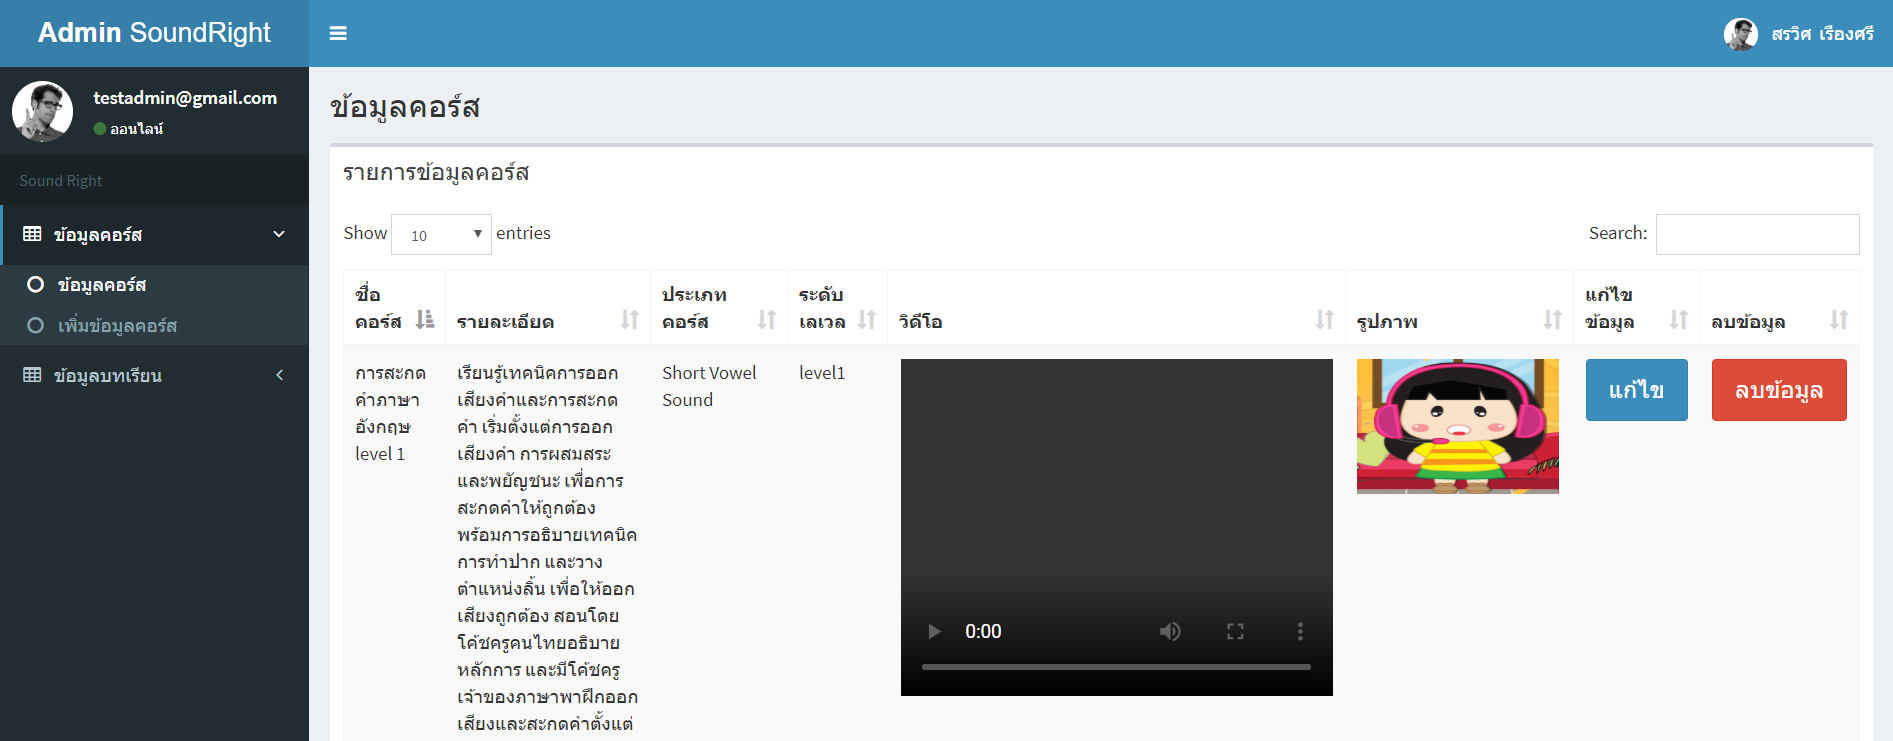 Admin SoundRight
สรวิศ เรืองศรี
testadmin@gmail.com
ออนไลน์
Sound Right
ข้อมูลคอร์ส
ข้อมูลคอร์ส
เพิ่มข้อมูลคอร์ส
ข้อมูลบทเรียน
ข้อมูลคอร์ส
รายการข้อมูลคอร์ส
Show 10 entries
Search:
ชื่อ
คอร์ส
รายละเอียด
ประเภท
คอร์ส
ระดับ
เลเวล
วิดีโอ
รูปภาพ
แก้ไข
ข้อมูล
ลบข้อมูล
การสะกด
คำภาษา
อังกฤษ
level 1
เรียนรู้เทคนิคการออก
เสียงคำและการสะกด
คำ เริ่มตั้งแต่การออก
เสียงคำ การผสมสระ
และพยัญชนะ เพื่อการ
สะกดคำให้ถูกต้อง
พร้อมการอธิบายเทคนิค
การทำปาก และวาง
ตำแหน่งลิ้น เพื่อให้ออก
เสียงถูกต้อง สอนโดย
โค้ชครูคนไทยอธิบาย
หลักการ และมีโค้ชครู
เจ้าของภาษาพาฝึกออก
เสียงและสะกดคำตั้งแต่
Short Vowel
Sound
level1
0:00
แก้ไข
ลบข้อมูล